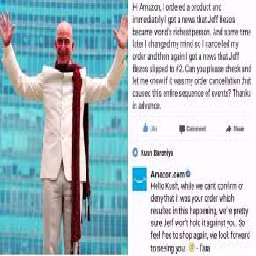 Hi Amazon, I ordered a product and
immediately I got a news that Jeff Bezos
became world's richest person. And some time
later I changed my mind so I cancelled my
order and then again I got a news that Jeff
Bezos slipped to #2. Can you please check and
let me know if it was my order cancellation that
caused this entire sequence of events? Thanks
in advance.
Like Comment Share
Kush
Amazon.com
Hello Kush, while we can't confirm or
deny that it was your order which
resulted in this happening, we're pretty
sure Jeff won't hold it against you. So
feel free to shop again, we look forward
to seeing you!